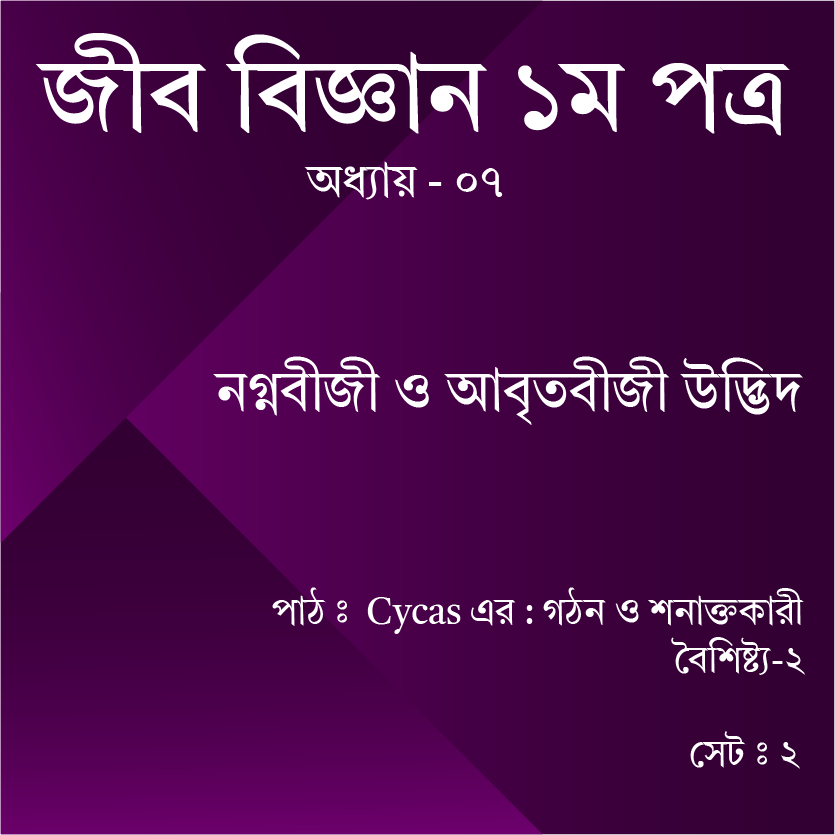 জীব বিজ্ঞান ১ম পত্র
অধ্যায় - ০৭
নগ্নবীজী ও আবৃতবীজী উদ্ভিদ
পাঠ ঃ Cycas এর : গঠন ও শনাক্তকারী
বৈশিষ্ট্য-২
সেট ঃ ২